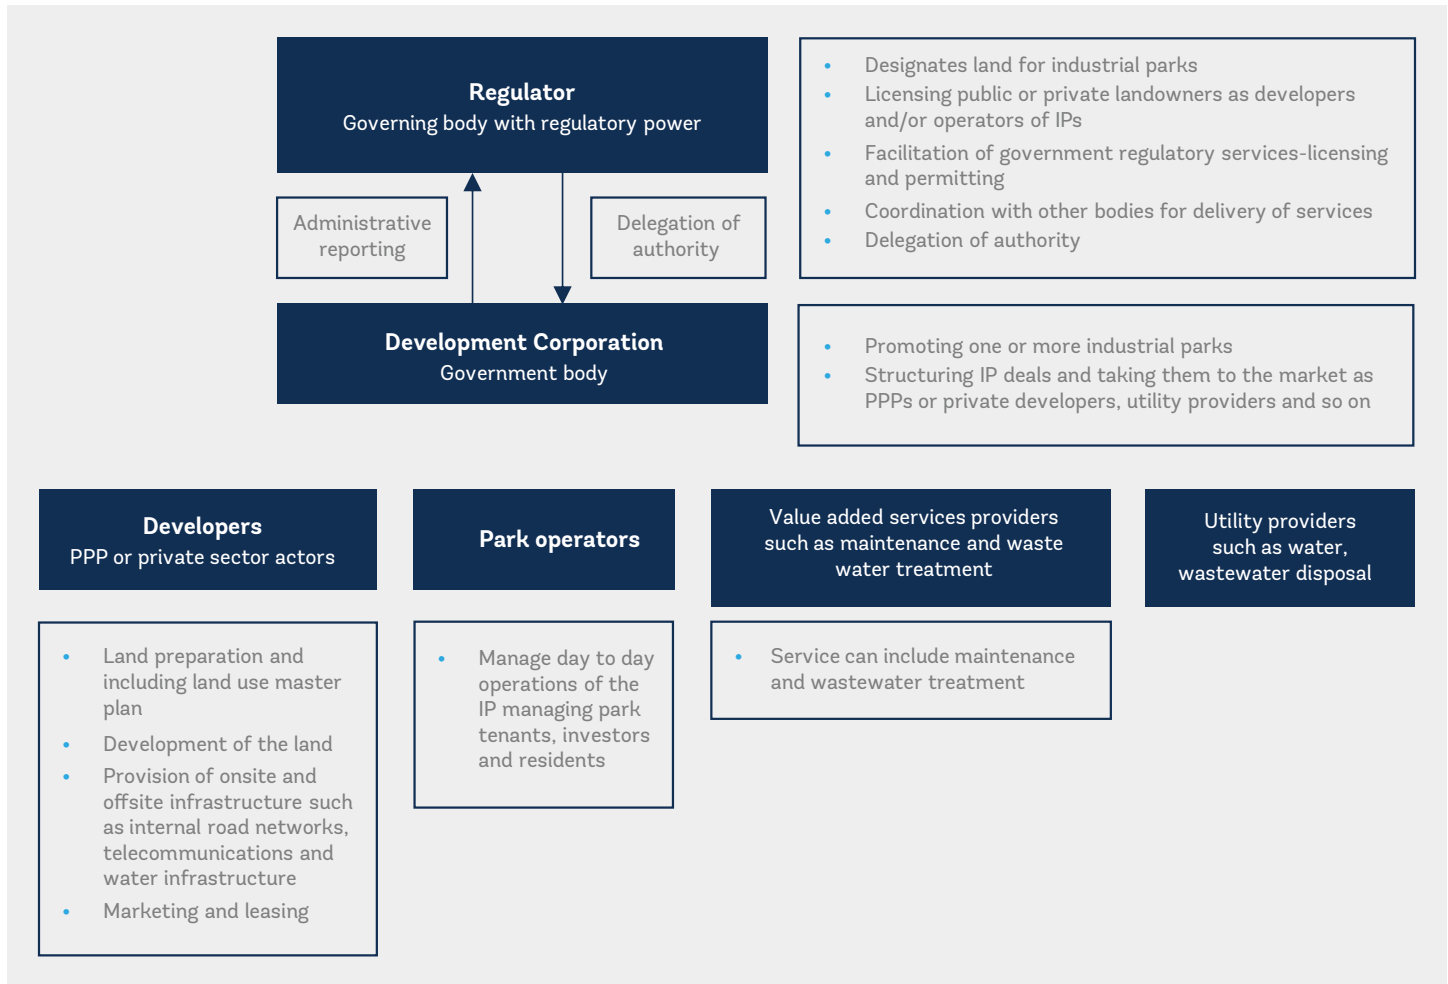 Regulator
Governing body with regulatory power
• Designates land for industrial parks
• Licensing public or private landowners as developers
and/or operators of IPs
• Facilitation of government regulatory services-licensing
and permitting
• Coordination with other bodies for delivery of services
• Delegation of authority
Administrative
reporting
Delegation of
authority
Development Corporation
Government body
• Promoting one or more industrial parks
• Structuring IP deals and taking them to the market as
PPPs or private developers, utility providers and so on
Developers
PPP or private sector actors
• Land preparation and
including land use master
plan
• Development of the land
• Provision of onsite and
offsite infrastructure such
as internal road networks,
telecommunications and
water infrastructure
• Marketing and leasing
Park operators
• Manage day to day
operations of the
IP managing park
tenants, investors
and residents
Value added services providers
such as maintenance and waste
water treatment
• Service can include maintenance
and wastewater treatment
Utility providers
such as water,
wastewater disposal